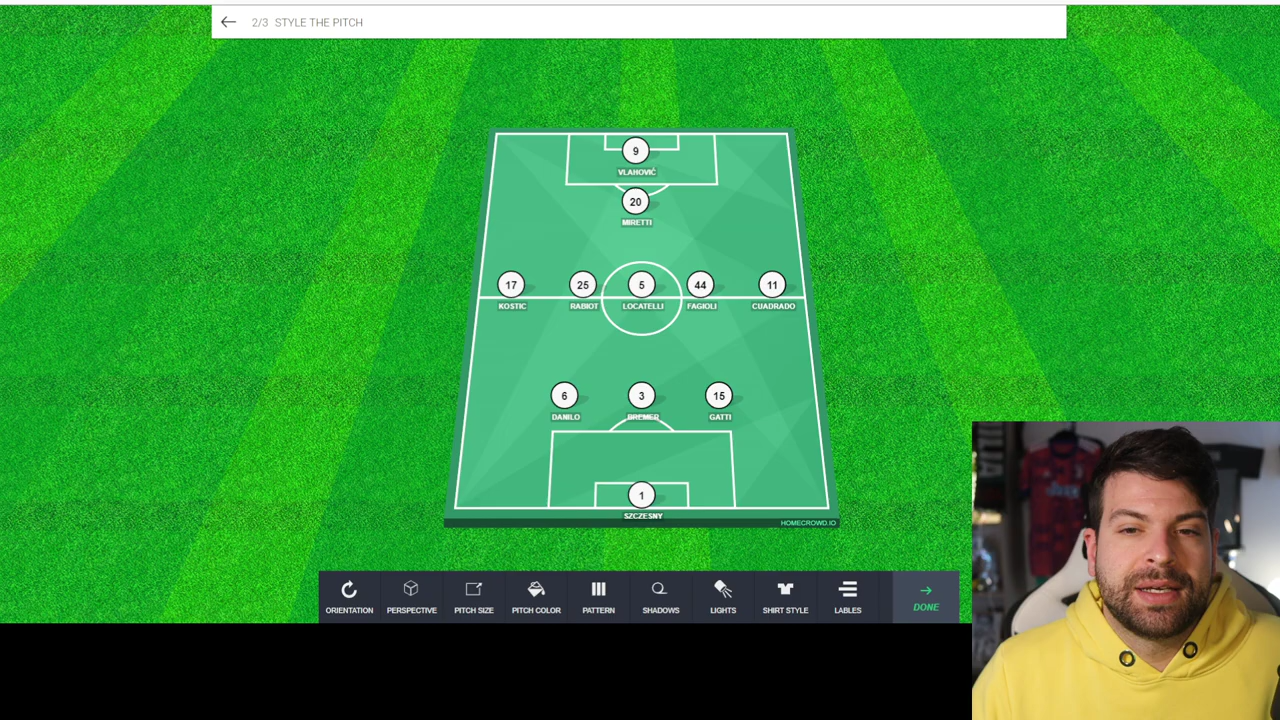 2/3 STYLE THE PITCH
9
VLAHOVIĆ
20
MIRETTI
17 25 5 44 11
KOSTIC RABIOT LOCATELLI FAGIOLI CUADRADO
6 3 15
DANILO BREMER GATTI
1
SZCZESNY
HOMECROWD.IO
ORIENTATION PERSPECTIVE PITCH SIZE PITCH COLOR PATTERN SHADOWS LIGHTS SHIRT STYLE LABLES DONE